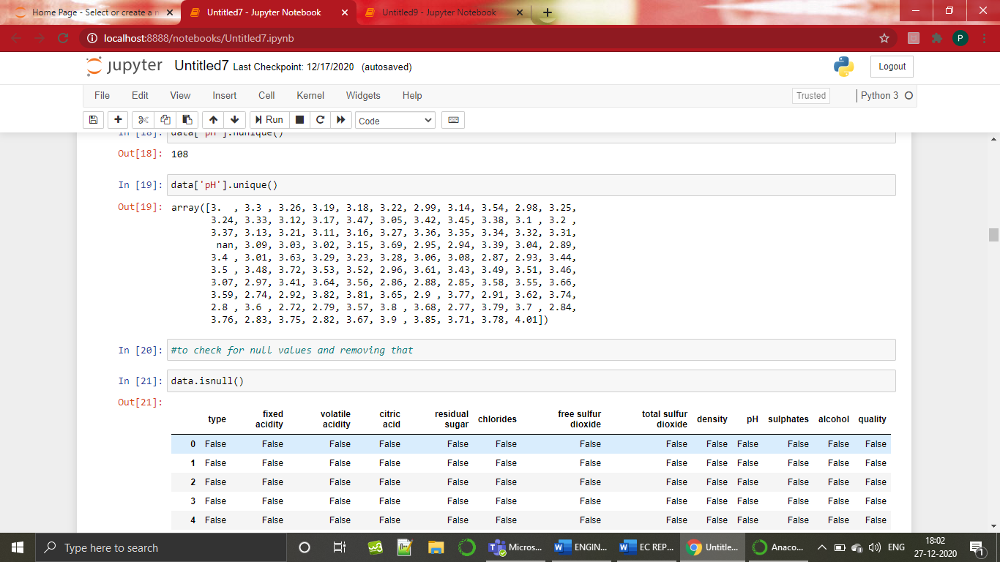 Home Page - Select or create a n
Untitled7 - Jupyter Notebook
Untitled9 - Jupyter Notebook
localhost:8888/notebooks/Untitled7.ipynb
P
jupyter Untitled7 Last Checkpoint: 12/17/2020 (autosaved)
Logout
File Edit View Insert Cell Kernel Widgets Help
Trusted
Python 3
Run
Code
In [18]: data['pH'].nunique()
Out[18]: 108
In [19]: data['pH'].unique()
Out[19]: array([3.  , 3.3 , 3.26, 3.19, 3.18, 3.22, 2.99, 3.14, 3.54, 2.98, 3.25,
3.24, 3.33, 3.12, 3.17, 3.47, 3.05, 3.42, 3.45, 3.38, 3.1 , 3.2 ,
3.37, 3.13, 3.21, 3.11, 3.16, 3.27, 3.36, 3.35, 3.34, 3.32, 3.31,
nan, 3.09, 3.03, 3.02, 3.15, 3.69, 2.95, 2.94, 3.39, 3.04, 2.89,
3.4 , 3.01, 3.63, 3.29, 3.23, 3.28, 3.06, 3.08, 2.87, 2.93, 3.44,
3.5 , 3.48, 3.72, 3.53, 3.52, 2.96, 3.61, 3.43, 3.49, 3.51, 3.46,
3.07, 2.97, 3.41, 3.64, 3.56, 2.86, 2.88, 2.85, 3.58, 3.55, 3.66,
3.59, 2.74, 2.92, 3.82, 3.81, 3.65, 2.9 , 3.77, 2.91, 3.62, 3.74,
2.8 , 3.6 , 2.72, 2.79, 3.57, 3.8 , 3.68, 2.77, 3.79, 3.7 , 2.84,
3.76, 2.83, 3.75, 2.82, 3.67, 3.9 , 3.85, 3.71, 3.78, 4.01])
In [20]: #to check for null values and removing that
In [21]: data.isnull()
Out[21]:
type fixed acidity volatile acidity citric acid residual sugar chlorides free sulfur dioxide total sulfur dioxide density pH sulphates alcohol quality
0 False False False False False False False False False False False False False
1 False False False False False False False False False False False False False
2 False False False False False False False False False False False False False
3 False False False False False False False False False False False False False
4 False False False False False False False False False False False False False
Type here to search
Micros...
ENGIN...
EC REP...
Untitle...
Anaco...
ENG
18:02
27-12-2020
1